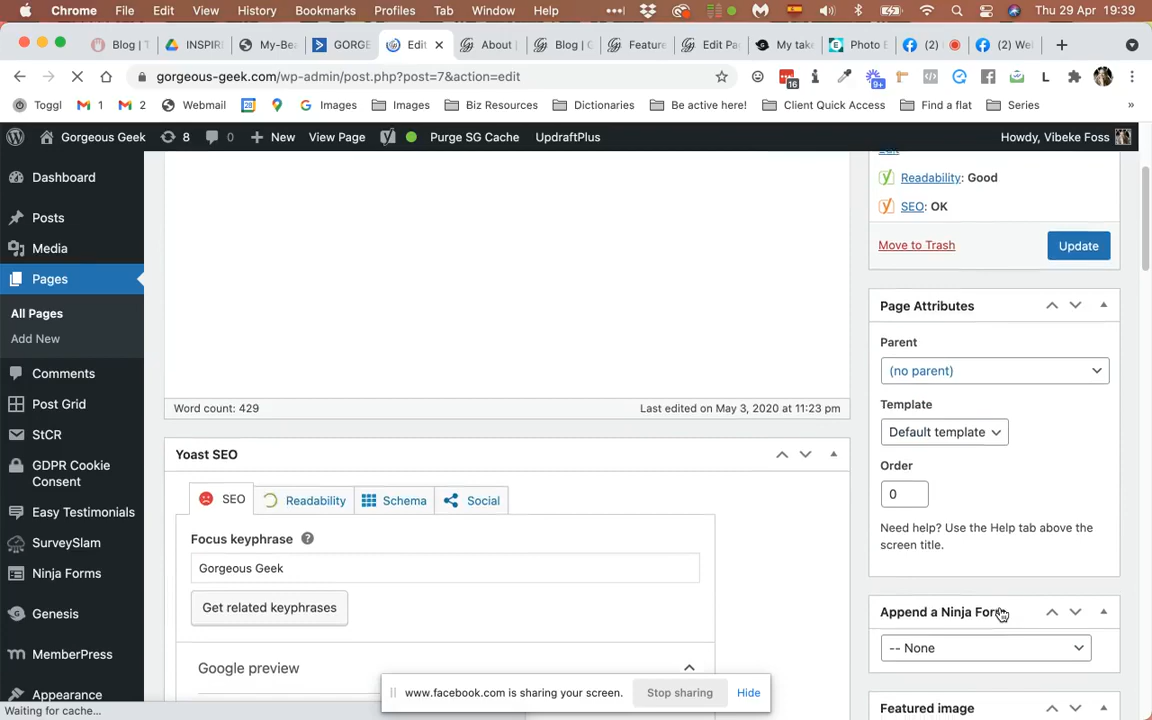 Chrome File Edit View History Bookmarks Profiles Tab Window Help Thu 29 Apr 19:39
Blog | T INSPIRE My-Bea GORGE Edit About | Blog | G Feature Edit Pa My take Photo E (2) (2) Wel
gorgeous-geek.com/wp-admin/post.php?post=7&action=edit 16 9+ L
Toggl 1 2 Webmail Images Images Biz Resources Dictionaries Be active here! Client Quick Access Find a flat Series »
Gorgeous Geek 8 0 New View Page Purge SG Cache UpdraftPlus Howdy, Vibeke Foss
Edit
Dashboard
Readability: Good
SEO: OK
Posts
Move to Trash Update
Media
Pages
Page Attributes
All Pages
Add New
Parent
(no parent)
Comments
Post Grid
Template
Word count: 429 Last edited on May 3, 2020 at 11:23 pm
StCR
Default template
Yoast SEO
GDPR Cookie
Consent
Order
0
SEO Readability Schema Social
Easy Testimonials
Need help? Use the Help tab above the
screen title.
Focus keyphrase ?
SurveySlam
Gorgeous Geek
Ninja Forms
Get related keyphrases
Genesis
Append a Ninja Form
-- None
MemberPress
Google preview
Appearance
www.facebook.com is sharing your screen. Stop sharing Hide
Featured image
Waiting for cache...